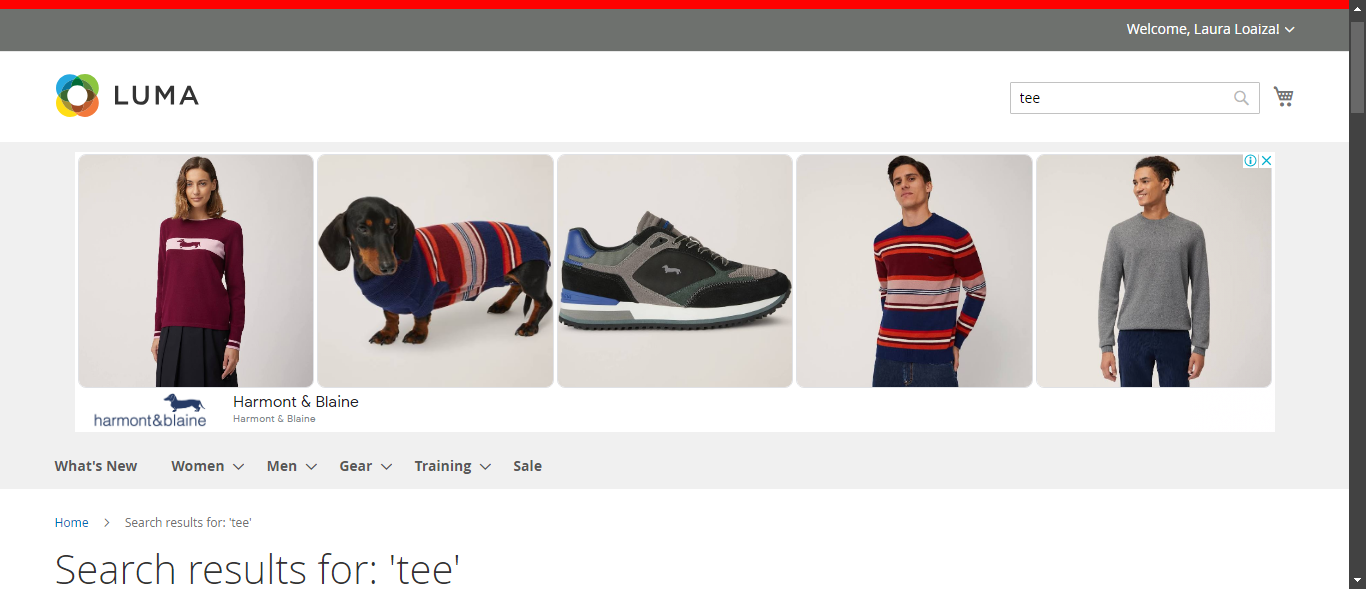 Welcome, Laura Loaiza!
LUMA
tee
harmont&blaine
Harmont & Blaine
Harmont & Blaine
What's New
Women
Men
Gear
Training
Sale
Home
Search results for: 'tee'
Search results for: 'tee'